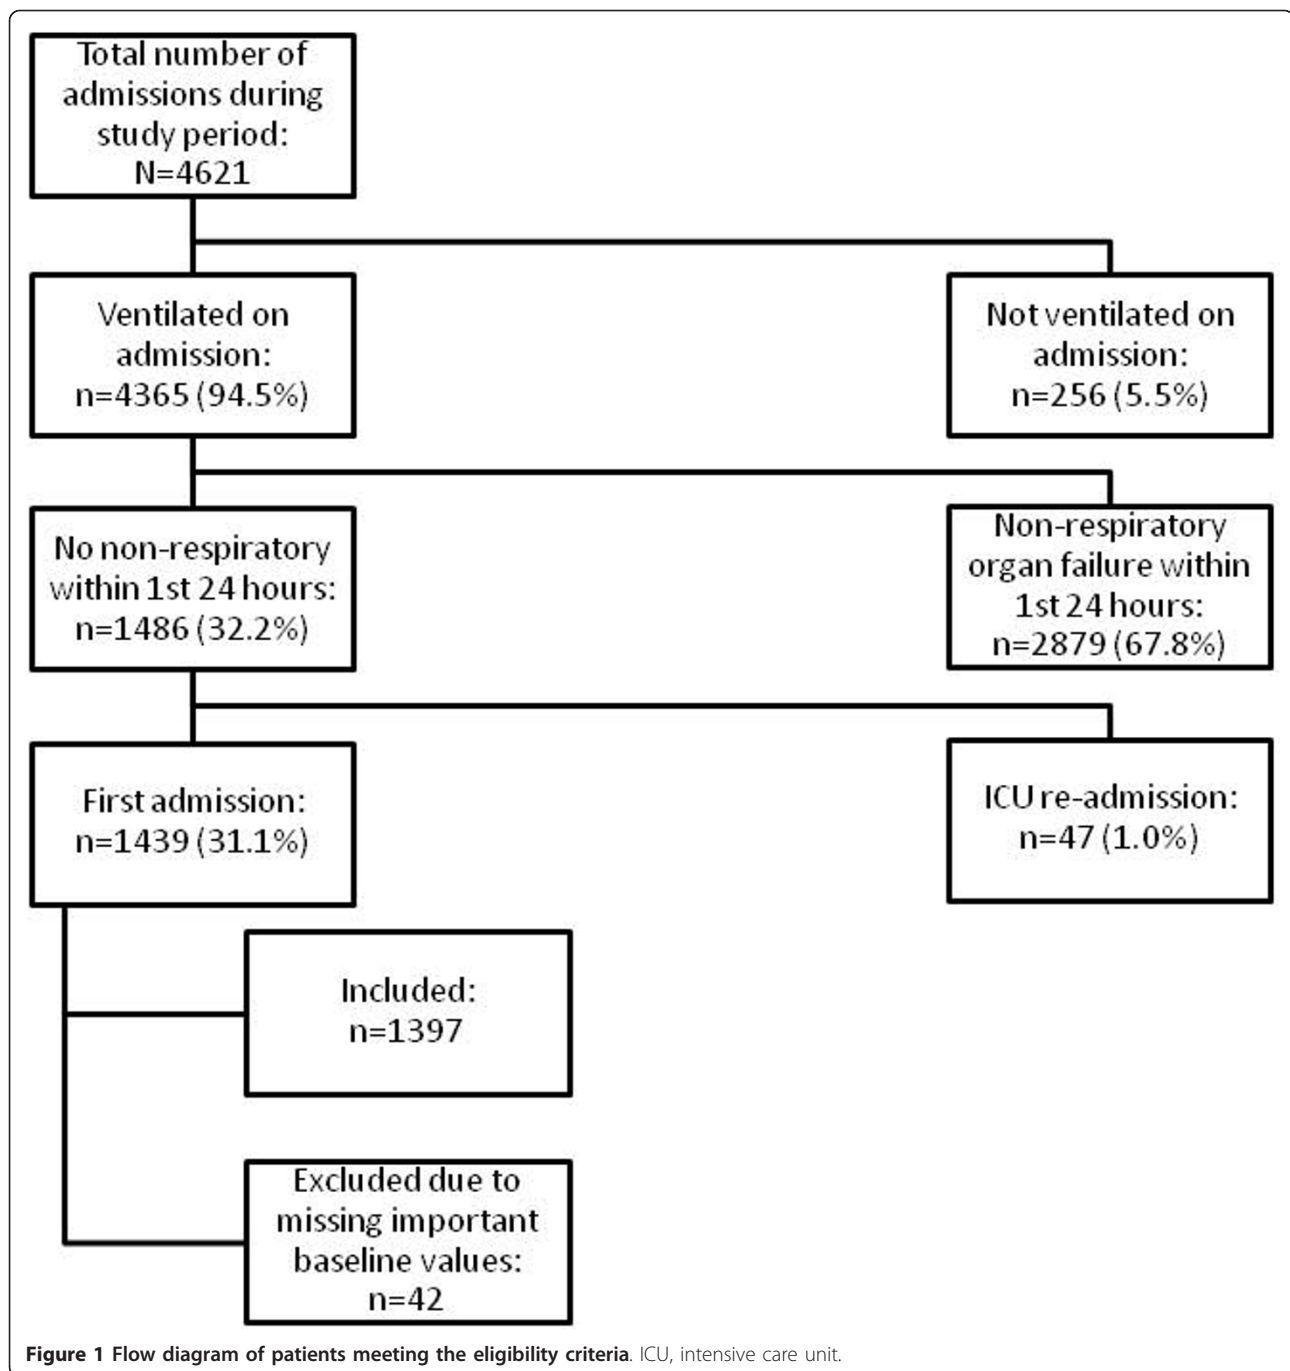 Total number of
admissions during
study period:
N=4621
Ventilated on
admission:
n=4365 (94.5%)
Not ventilated on
admission:
n=256 (5.5%)
No non-respiratory
within 1st 24 hours:
n=1486 (32.2%)
Non-respiratory
organ failure within
1st 24 hours:
n=2879 (67.8%)
First admission:
n=1439 (31.1%)
ICU re-admission:
n=47 (1.0%)
Included:
n=1397
Excluded due to
missing important
baseline values:
n=42
Figure 1 Flow diagram of patients meeting the eligibility criteria. ICU, intensive care unit.